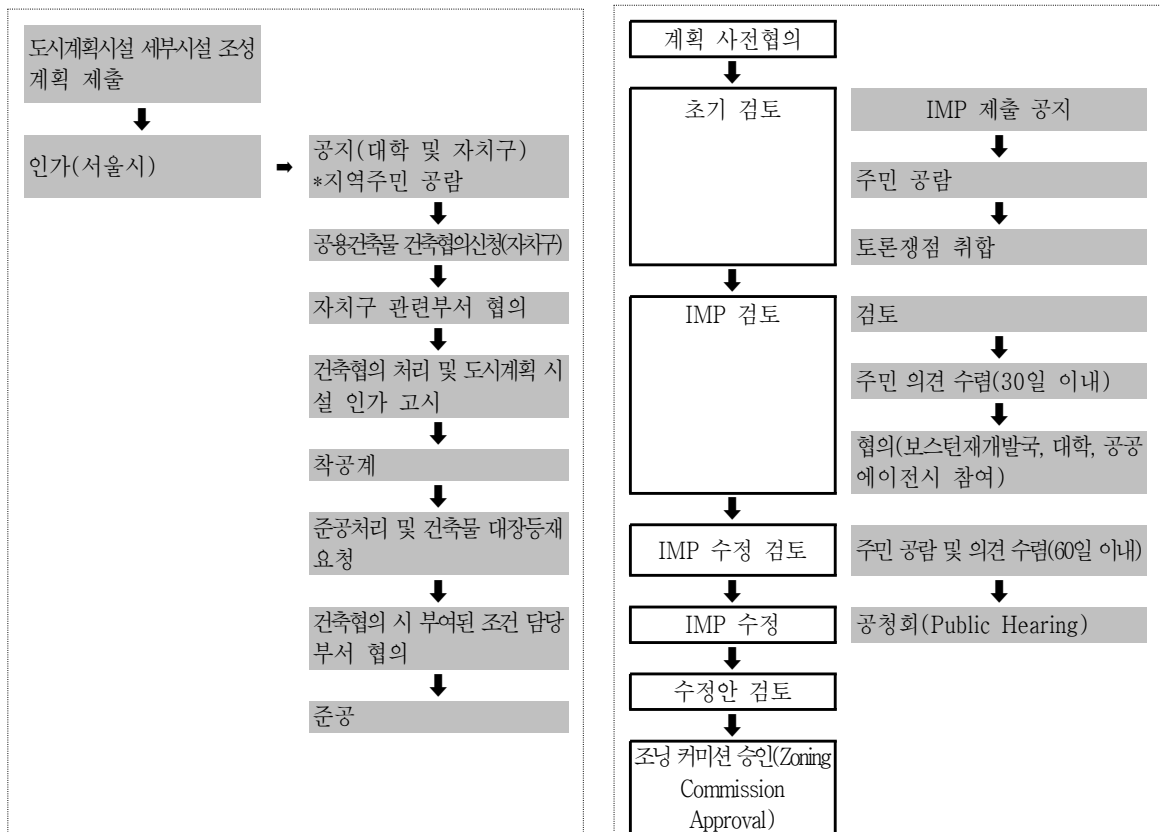 도시계획시설 세부시설 조성
계획 제출
인가(서울시)
공지(대학 및 자치구)
*지역주민 공람
공용건축물 건축협의신청(자치구)
자치구 관련부서 협의
건축협의 처리 및 도시계획 시
설 인가 고시
착공계
준공처리 및 건축물 대장등재
요청
건축협의 시 부여된 조건 담당
부서 협의
준공
계획 사전협의
초기 검토
IMP 제출 공지
주민 공람
토론쟁점 취합
IMP 검토
검토
주민 의견 수렴(30일 이내)
협의(보스턴재개발국, 대학, 공공
에이전시 참여)
IMP 수정 검토
주민 공람 및 의견 수렴(60일 이내)
IMP 수정
공청회(Public Hearing)
수정안 검토
조닝 커미션 승인(Zoning
Commission
Approval)